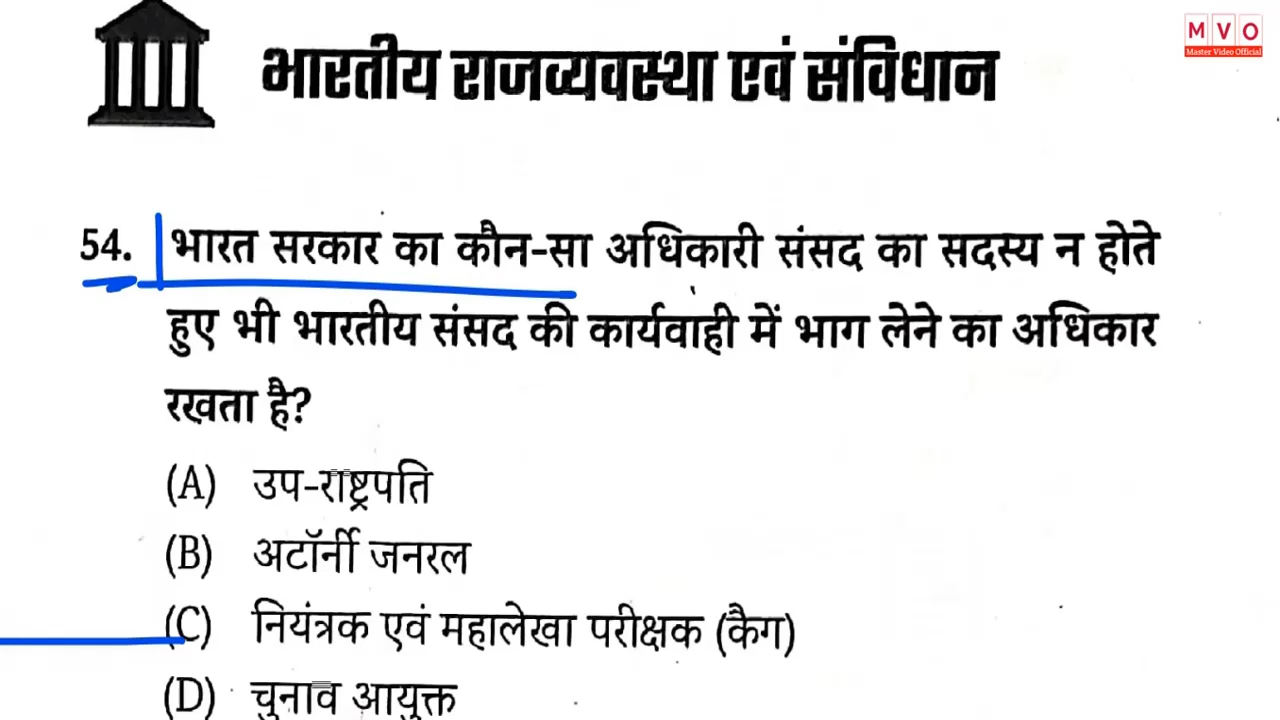 M V O
Master Video Official
भारतीय राजव्यवस्था एवं संविधान
54. भारत सरकार का कौन-सा अधिकारी संसद का सदस्य न होते
हुए भी भारतीय संसद की कार्यवाही में भाग लेने का अधिकार
रखता है?
(A) उप-राष्ट्रपति
(B) अटॉर्नी जनरल
(C) नियंत्रक एवं महालेखा परीक्षक (कैग)
(D) चुनाव आयुक्त